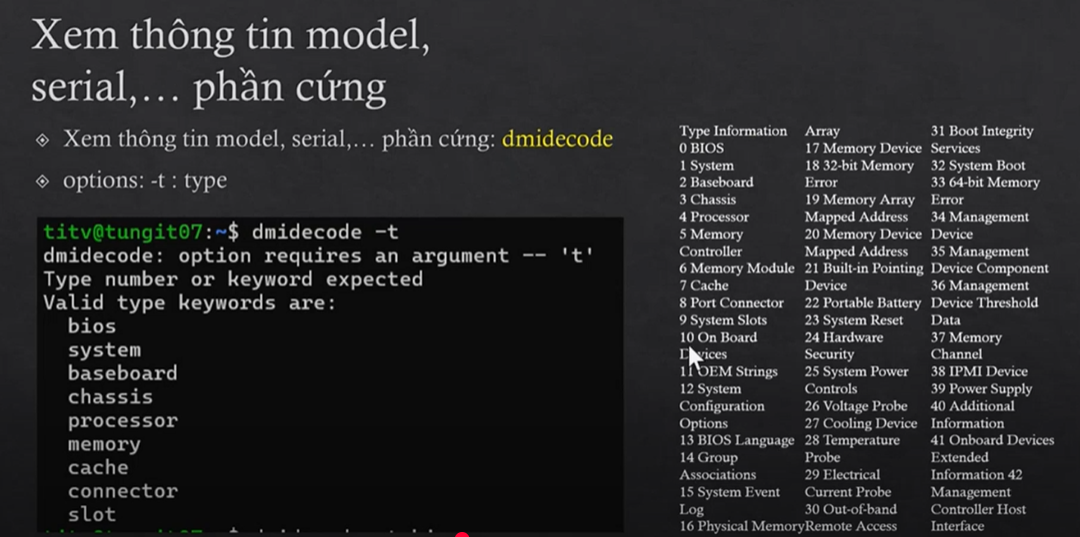 Xem thông tin model,
serial,... phần cứng
Xem thông tin model, serial,... phần cứng: dmidecode
options: -t : type
titv@tungit07:~$ dmidecode -t
dmidecode: option requires an argument -- 't'
Type number or keyword expected
Valid type keywords are:
bios
system
baseboard
chassis
processor
memory
cache
connector
slot
Type Information
0 BIOS
1 System
2 Baseboard
3 Chassis
4 Processor
5 Memory
Controller
6 Memory Module
7 Cache
8 Port Connector
9 System Slots
10 On Board
Devices
11 OEM Strings
12 System
Configuration
Options
13 BIOS Language
14 Group
Associations
15 System Event
Log
16 Physical Memory
Array
17 Memory Device
18 32-bit Memory
Error
19 Memory Array
Mapped Address
20 Memory Device
Mapped Address
21 Built-in Pointing
Device
22 Portable Battery
23 System Reset
24 Hardware
Security
25 System Power
Controls
26 Voltage Probe
27 Cooling Device
28 Temperature
Probe
29 Electrical
Current Probe
30 Out-of-band
Remote Access
31 Boot Integrity
Services
32 System Boot
33 64-bit Memory
Error
34 Management
Device
35 Management
Device Component
36 Management
Device Threshold
Data
37 Memory
Channel
38 IPMI Device
39 Power Supply
40 Additional
Information
41 Onboard Devices
Extended
Information 42
Management
Controller Host
Interface